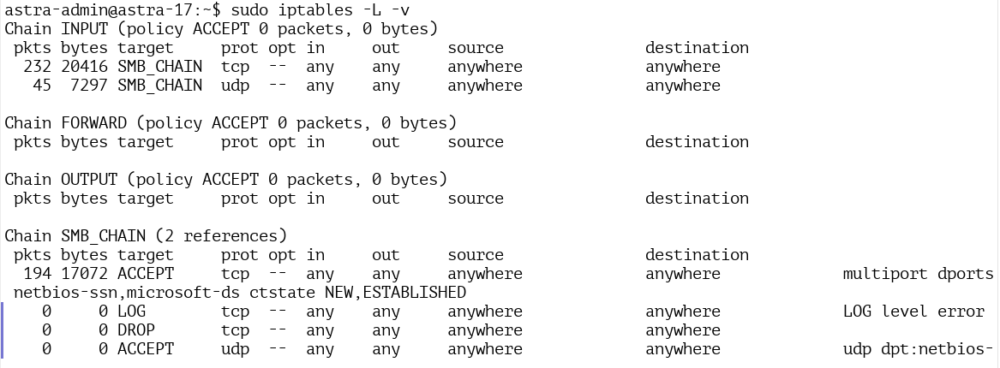 astra-admin@astra-17:~$ sudo iptables -L -v
Chain INPUT (policy ACCEPT 0 packets, 0 bytes)
 pkts bytes target     prot opt in     out     source               destination
  232 20416 SMB_CHAIN  tcp  --  any    any     anywhere             anywhere
   45  7297 SMB_CHAIN  udp  --  any    any     anywhere             anywhere

Chain FORWARD (policy ACCEPT 0 packets, 0 bytes)
 pkts bytes target     prot opt in     out     source               destination

Chain OUTPUT (policy ACCEPT 0 packets, 0 bytes)
 pkts bytes target     prot opt in     out     source               destination

Chain SMB_CHAIN (2 references)
 pkts bytes target     prot opt in     out     source               destination
  194 17072 ACCEPT     tcp  --  any    any     anywhere             anywhere             multiport dports
 netbios-ssn,microsoft-ds ctstate NEW,ESTABLISHED
    0     0 LOG        tcp  --  any    any     anywhere             anywhere             LOG level error
    0     0 DROP       tcp  --  any    any     anywhere             anywhere
    0     0 ACCEPT     udp  --  any    any     anywhere             anywhere             udp dpt:netbios-